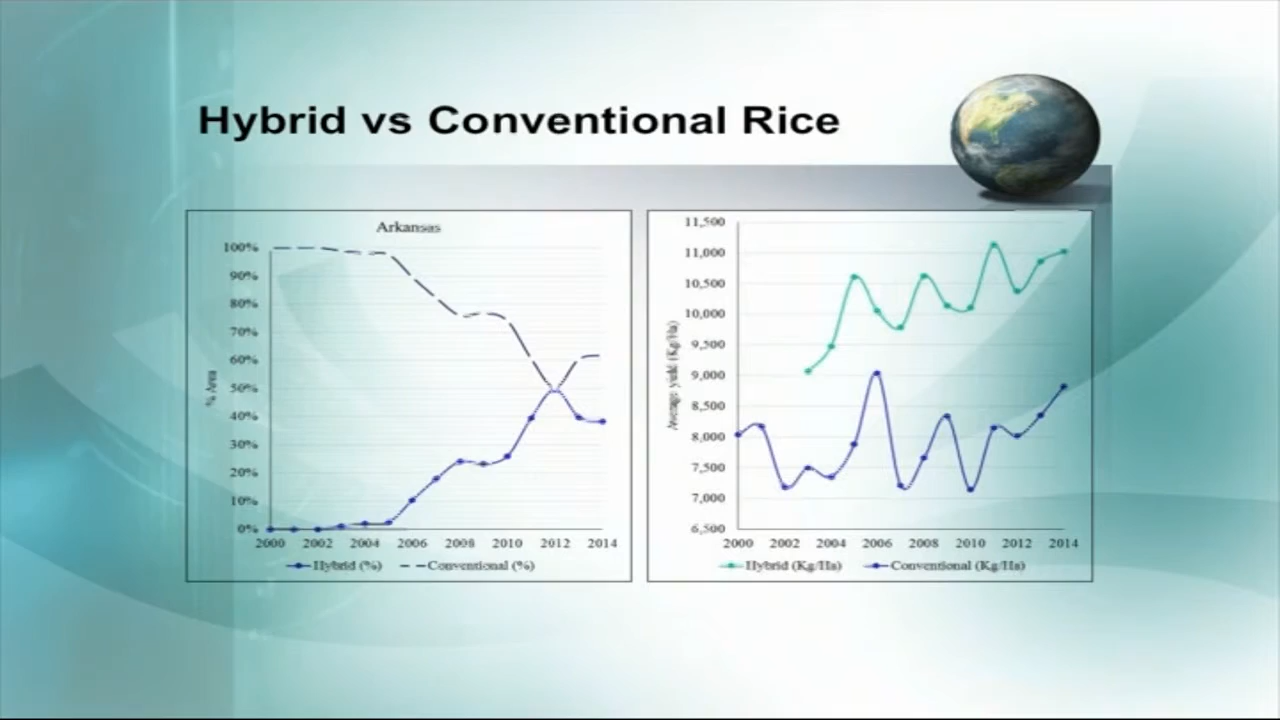 Hybrid vs Conventional Rice
Arkansas
100%
90%
80%
70%
60%
50%
40%
30%
20%
10%
0%
% Area
2000 2002 2004 2006 2008 2010 2012 2014
Hybrid (%) Conventional (%)
11,500
11,000
10,500
10,000
9,500
9,000
8,500
8,000
7,500
7,000
6,500
Average yield (Kg/Ha)
2000 2002 2004 2006 2008 2010 2012 2014
Hybrid (Kg/Ha) Conventional (Kg/Ha)